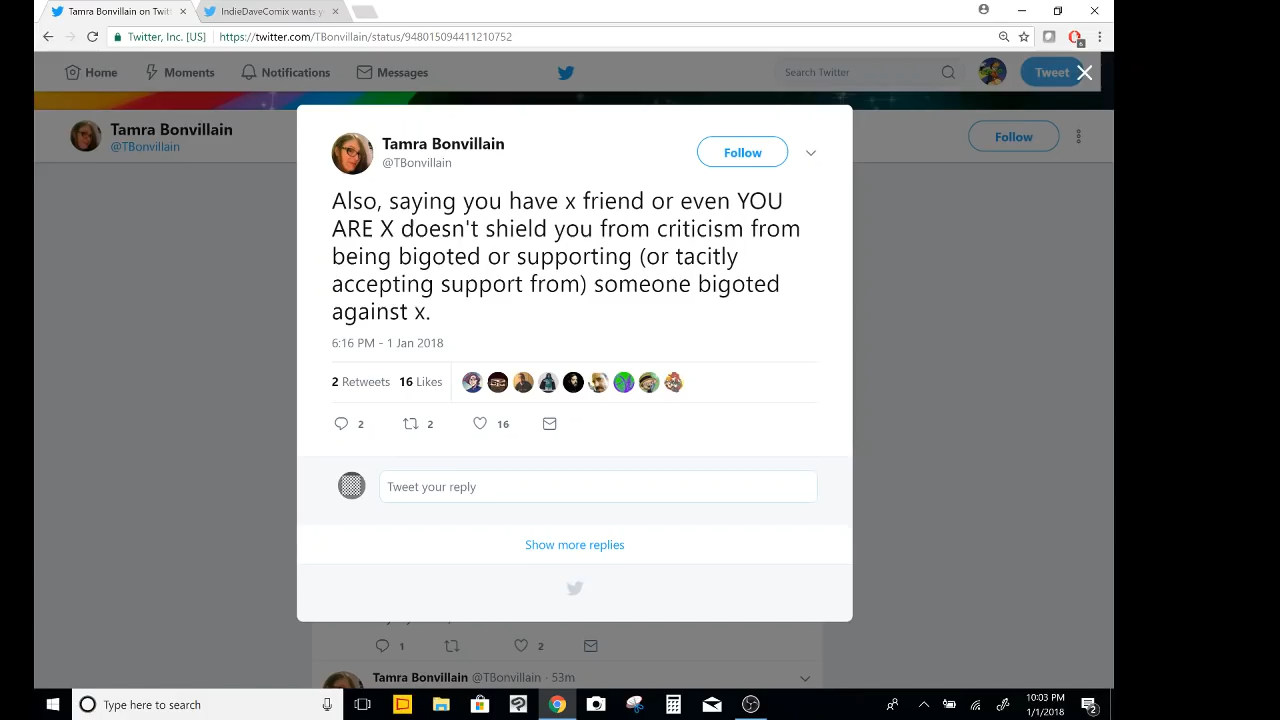 Tamra Bonvillain on Twitt
IndieDaveComix wants y
Twitter, Inc. [US]
https://twitter.com/TBonvillain/status/948015094411210752
6
Home
Moments
Notifications
Messages
Search Twitter
Tweet
Tamra Bonvillain
@TBonvillain
Follow
Tamra Bonvillain
@TBonvillain
Follow
Also, saying you have x friend or even YOU
ARE X doesn't shield you from criticism from
being bigoted or supporting (or tacitly
accepting support from) someone bigoted
against x.
6:16 PM - 1 Jan 2018
2 Retweets 16 Likes
2 2 16
Tweet your reply
Show more replies
1 2
Tamra Bonvillain @TBonvillain · 53m
Type here to search
10:03 PM
1/1/2018
2